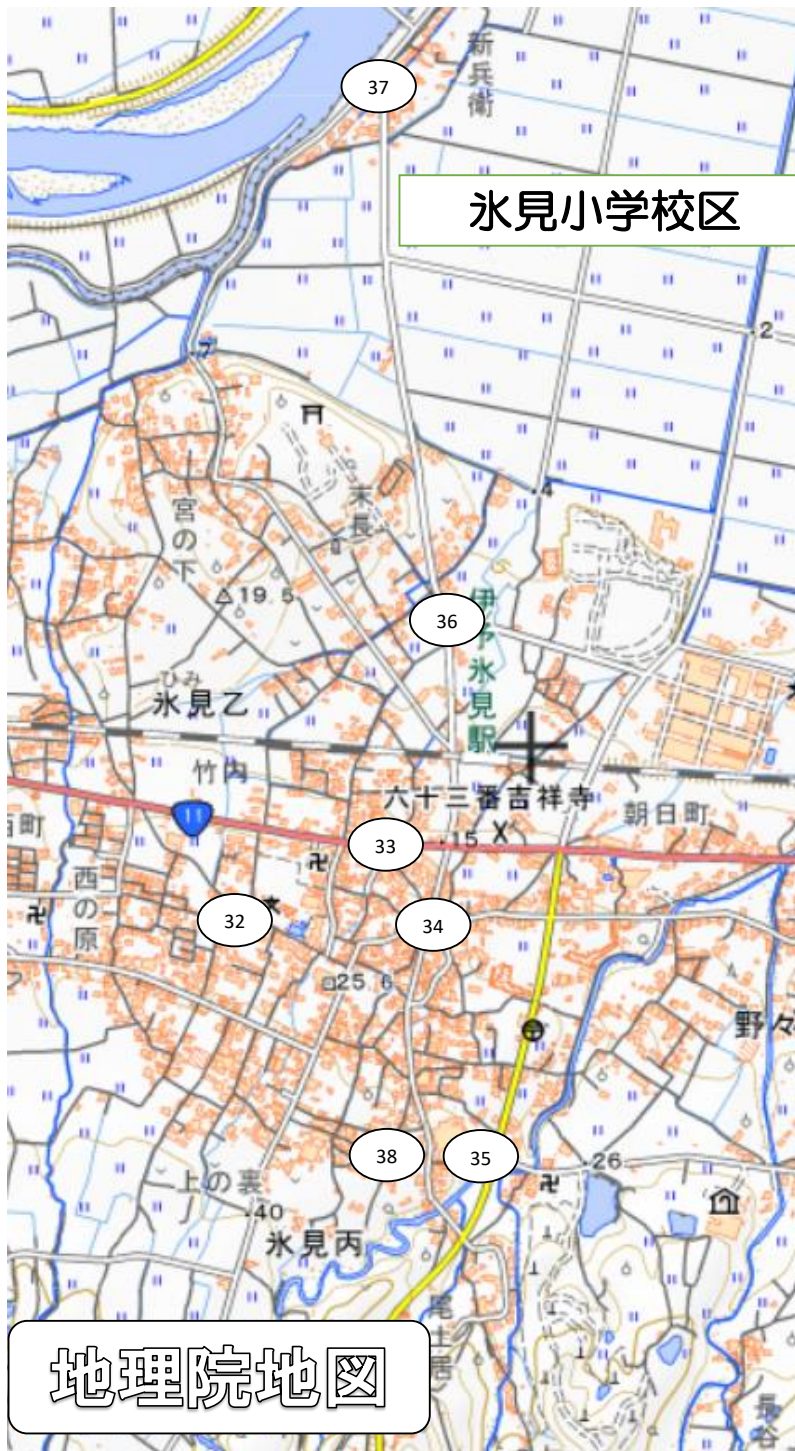 新兵衛
37
氷見小学校区
2
7
4
末長
宮の下
19.5
36
伊予氷見駅
ひみ
氷見乙
竹内
六十三番吉祥寺
朝日町
11
33
15
西の原
32
34
25.6
38
35
26
上の裏
40
氷見丙
尾土居
地理院地図
長谷